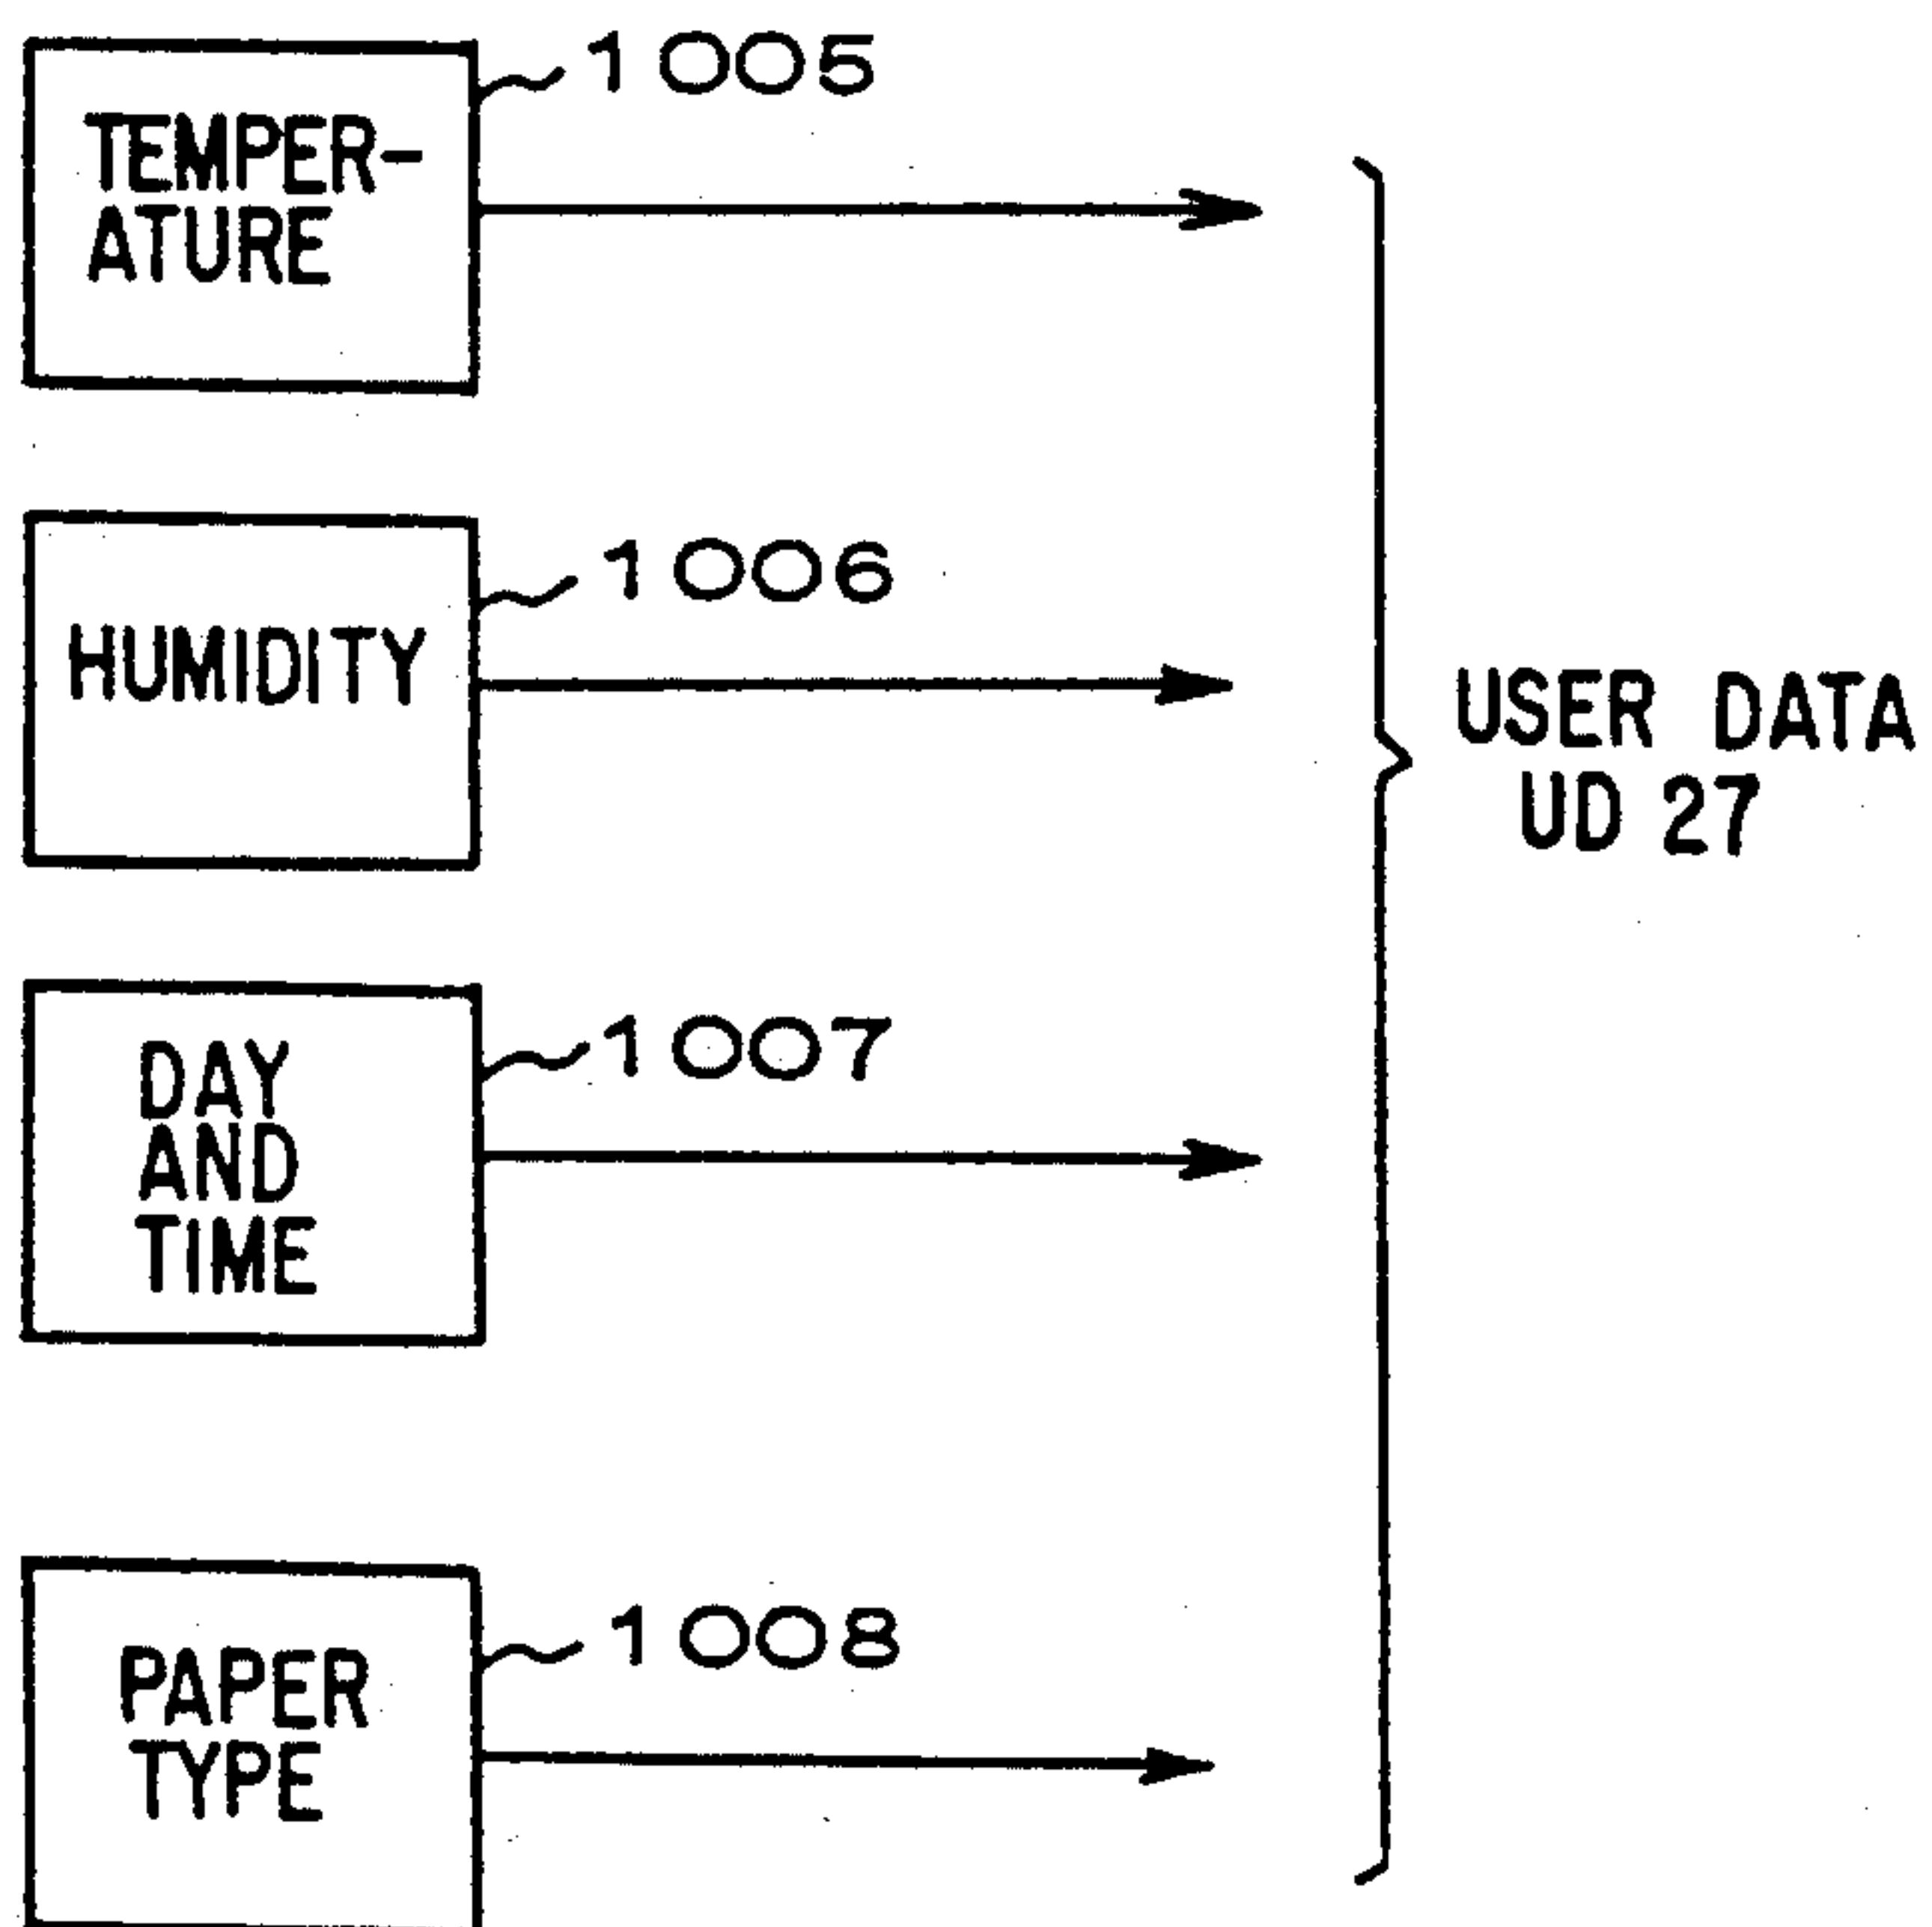 1005
TEMPER-
ATURE
1006
HUMIDITY
USER DATA
UD 27
1007
DAY
AND
TIME
1008
PAPER
TYPE